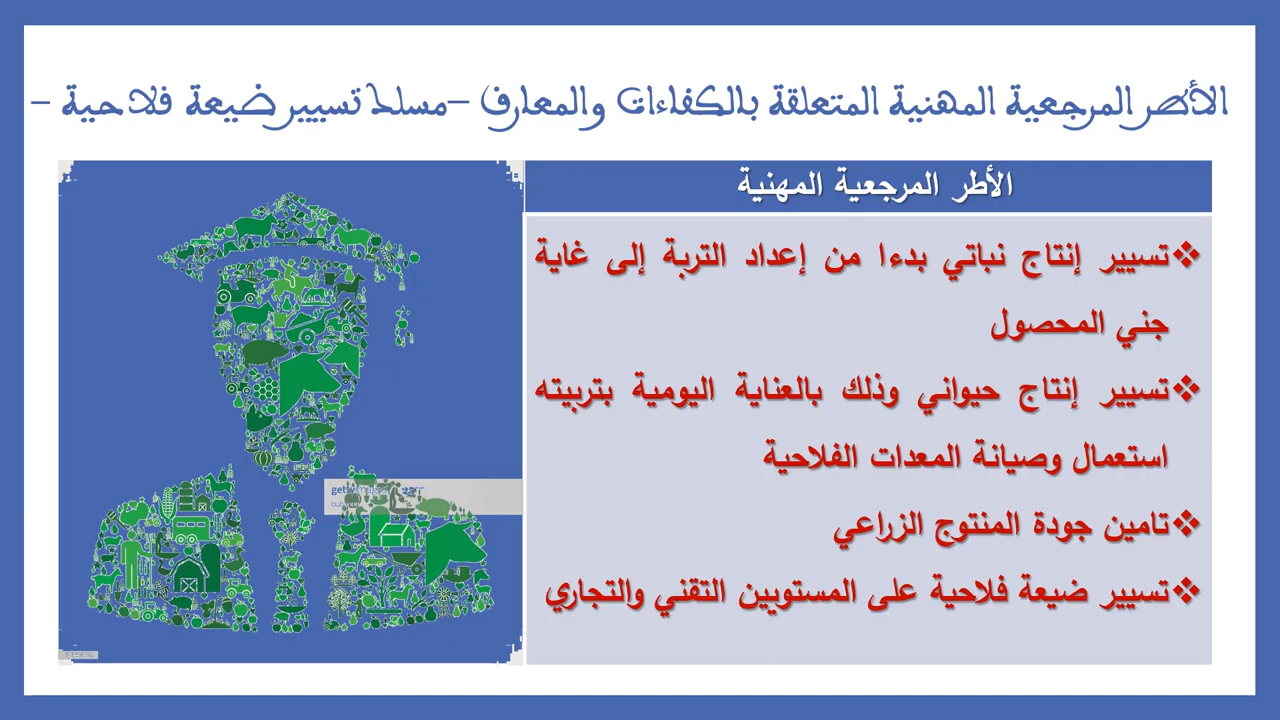 الأطر المرجعية المهنية المتعلقة بالكفاءات والمعارف –مسلك تسيير ضيعة فلاحية –
الأطر المرجعية المهنية
❖تسيير إنتاج نباتي بدءا من إعداد التربة إلى غاية
جني المحصول
❖تسيير إنتاج حيواني وذلك بالعناية اليومية بتربيته
استعمال وصيانة المعدات الفلاحية
❖تامين جودة المنتوج الزراعي
❖تسيير ضيعة فلاحية على المستويين التقني والتجاري